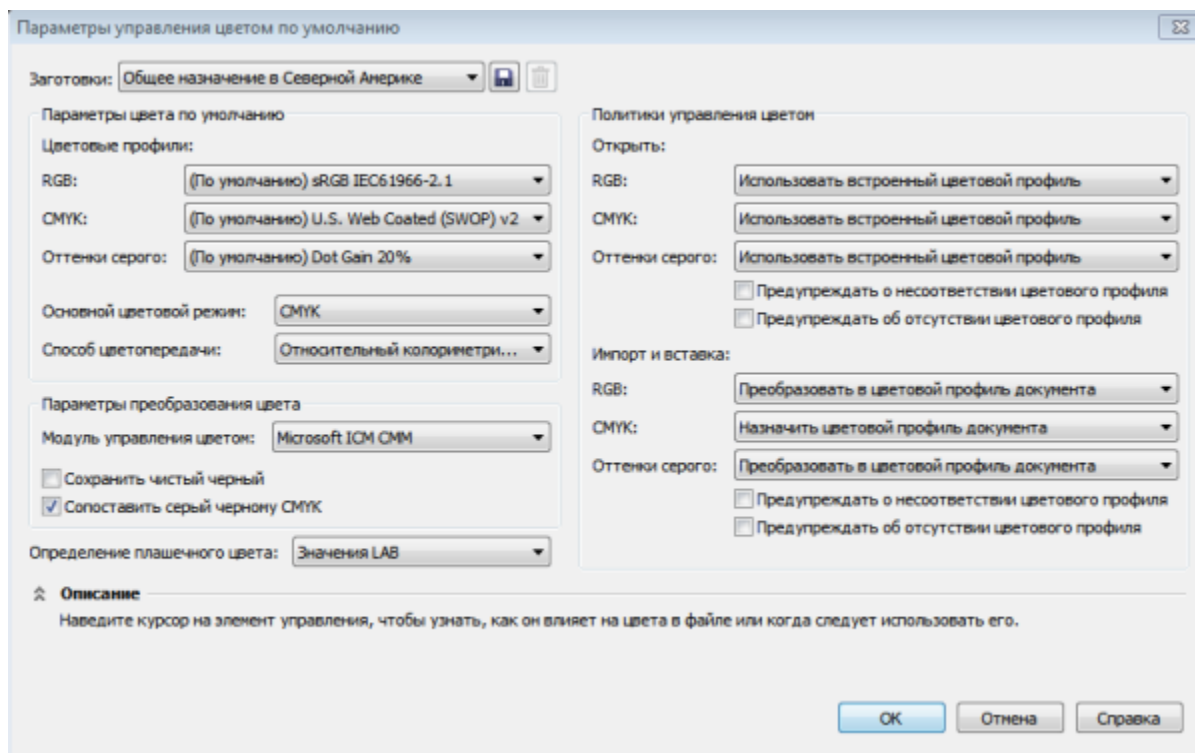 Параметры управления цветом по умолчанию
Заготовки: Общее назначение в Северной Америке
Параметры цвета по умолчанию
Цветовые профили:
RGB: (По умолчанию) sRGB IEC61966-2.1
CMYK: (По умолчанию) U.S. Web Coated (SWOP) v2
Оттенки серого: (По умолчанию) Dot Gain 20%
Основной цветовой режим: CMYK
Способ цветопередачи: Относительный колориметри...
Параметры преобразования цвета
Модуль управления цветом: Microsoft ICM CMM
Сохранить чистый черный
Сопоставить серый черному CMYK
Определение плашечного цвета: Значения LAB
Политики управления цветом
Открыть:
RGB: Использовать встроенный цветовой профиль
CMYK: Использовать встроенный цветовой профиль
Оттенки серого: Использовать встроенный цветовой профиль
Предупреждать о несоответствии цветового профиля
Предупреждать об отсутствии цветового профиля
Импорт и вставка:
RGB: Преобразовать в цветовой профиль документа
CMYK: Назначить цветовой профиль документа
Оттенки серого: Преобразовать в цветовой профиль документа
Предупреждать о несоответствии цветового профиля
Предупреждать об отсутствии цветового профиля
Описание
Наведите курсор на элемент управления, чтобы узнать, как он влияет на цвета в файле или когда следует использовать его.
OK Отмена Справка